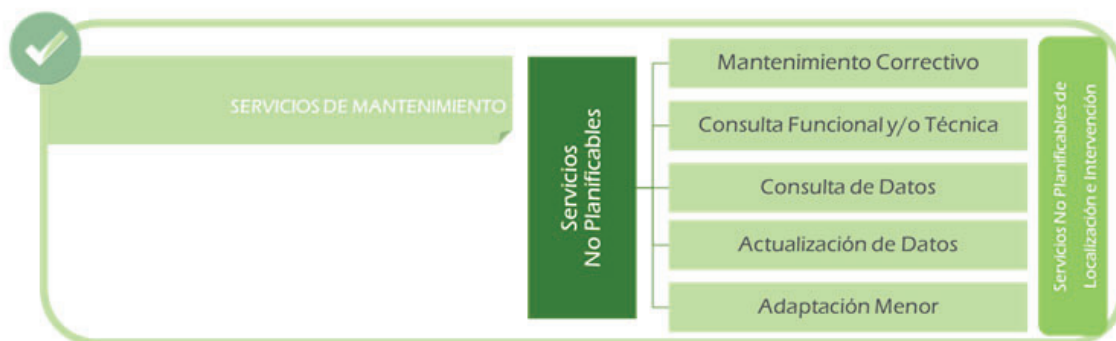 SERVICIOS DE MANTENIMIENTO
Servicios
No Planificables
Mantenimiento Correctivo
Consulta Funcional y/o Técnica
Consulta de Datos
Actualización de Datos
Adaptación Menor
Servicios No Planificables de
Localización e Intervención